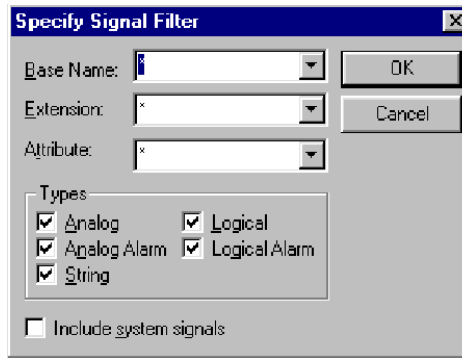 Specify Signal Filter
Base Name: *
OK
Extension: *
Cancel
Attribute: *
Types
Analog
Logical
Analog Alarm
Logical Alarm
String
Include system signals